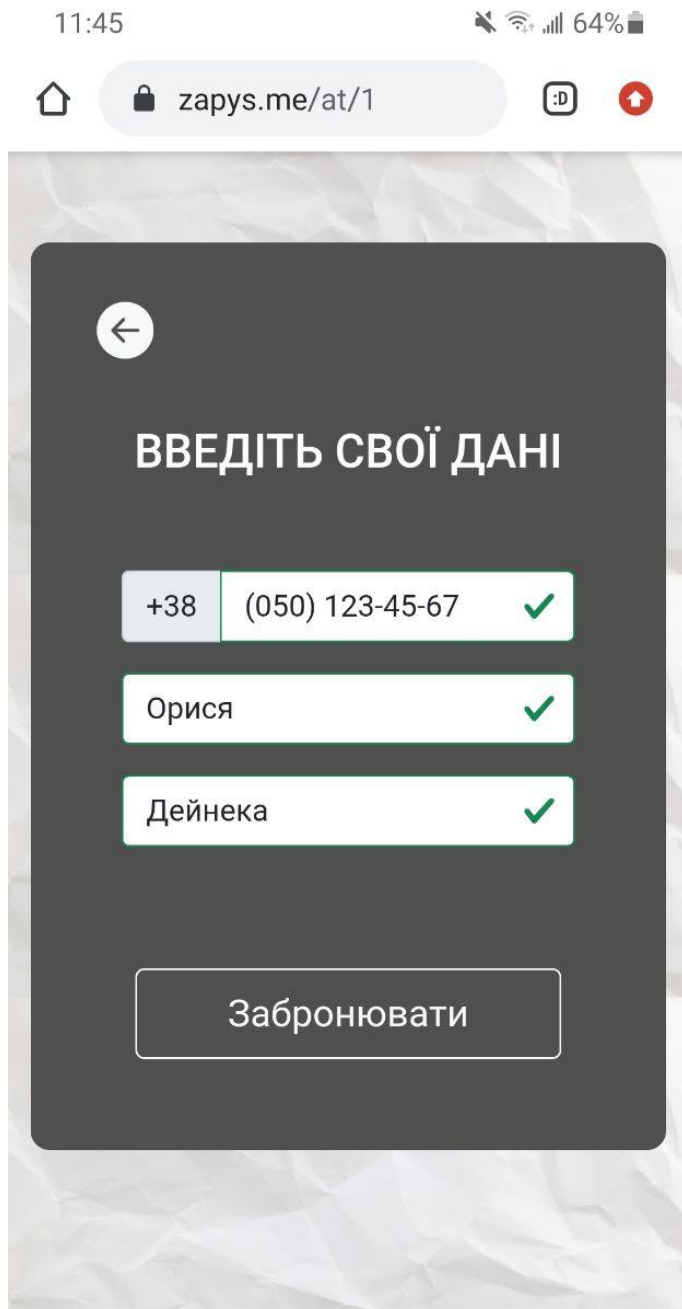 11:45 64%
zapys.me/at/1 :D
ВВЕДІТЬ СВОЇ ДАНІ
+38 (050) 123-45-67
Орися
Дейнека
Забронювати